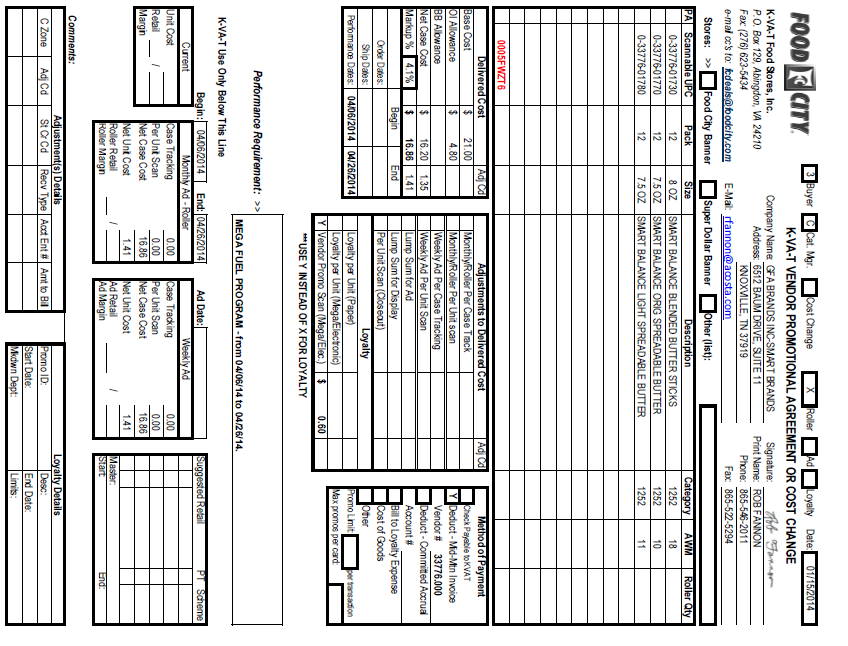 FOOD CITY.
3 Buyer C Cat. Mgr. Cost Change X Roller Ad Loyalty Date: 01/15/2014
K-VA-T VENDOR PROMOTIONAL AGREEMENT OR COST CHANGE
K-VA-T Food Stores, Inc.
P.O. Box 129, Abingdon, VA 24210
Fax: (276) 623-5434
e-mail cc's to: fcdeals@foodcity.com
Company Name: GFA BRANDS INC-SMART BRANDS
Address: 6512 BAUM DRIVE, SUITE 11
KNOXVILLE, TN 37919
E-Mail: rfannon@acosta.com
Signature: Rob Fannon
Print Name: ROB FANNON
Phone: 865-546-2011
Fax: 865-522-5294
Stores: >> Food City Banner Super Dollar Banner Other (list):
PA Scannable UPC Pack Size Description Category AWM Roller Qty
0-33776-01730 12 8 OZ SMART BALANCE BLENDED BUTTER STICKS 1252 18
0-33776-01770 12 7.5 OZ SMART BALANCE ORIG SPREADABLE BUTTER 1252 10
0-33776-01780 12 7.5 OZ SMART BALANCE LIGHT SPREADABLE BUTTER 1252 11
0005FWZT6
Delivered Cost Adj Cd
Base Cost $ 21.00
OI Allowance $ 4.80
BB Allowance
Net Case Cost $ 16.20 1.35
Markup % 4.1% $ 16.86 1.41
Begin End
Order Dates:
Ship Dates:
Performance Dates: 04/06/2014 04/26/2014
Adjustments to Delivered Cost Adj Cd
Monthly/Roller Per Case Track
Monthly/Roller Per Unit scan
Weekly Ad Per Case Tracking
Weekly Ad Per Unit Scan
Lump Sum for Ad
Lump Sum for Display
Per Unit Scan (Closeout)
Loyalty
Loyalty per Unit (Paper)
Loyalty per Unit (Mega/Electronic)
Y Vendor Promo Scan (Mega/Elec.) $ 0.60
*** USE Y INSTEAD OF X FOR LOYALTY
Method of Payment
Check Payable to KVAT
Y Deduct - Mid-Mtn Invoice
Vendor # 33776.000
Deduct - Committed Accrual
Account #
Bill to Loyalty Expense
Cost of Goods
Other
Promo Limit: per transaction
Max promos per card:
Performance Requirement: >>
MEGA FUEL PROGRAM - from 04/06/14 to 04/26/14.
K-VA-T Use Only Below This Line
Begin: 04/06/2014 End: 04/26/2014 Ad Date:
Current
Unit Cost
Retail /
Margin
Monthly Ad - Roller
Case Tracking 0.00
Per Unit Scan 0.00
Net Case Cost 16.86
Net Unit Cost 1.41
Roller Retail /
Roller Margin
Weekly Ad
Case Tracking 0.00
Per Unit Scan 0.00
Net Case Cost 16.86
Net Unit Cost 1.41
Ad Retail /
Ad Margin
Suggested Retail PT Scheme
Master:
Start: End:
Comments:
Adjustment(s) Details
C Zone Adj Cd St Cr Cd Recv Type Acct Ent # Amt to Bill
Loyalty Details
Promo ID: Desc:
Start Date: End Date:
Mkdwn Dept: Limits: